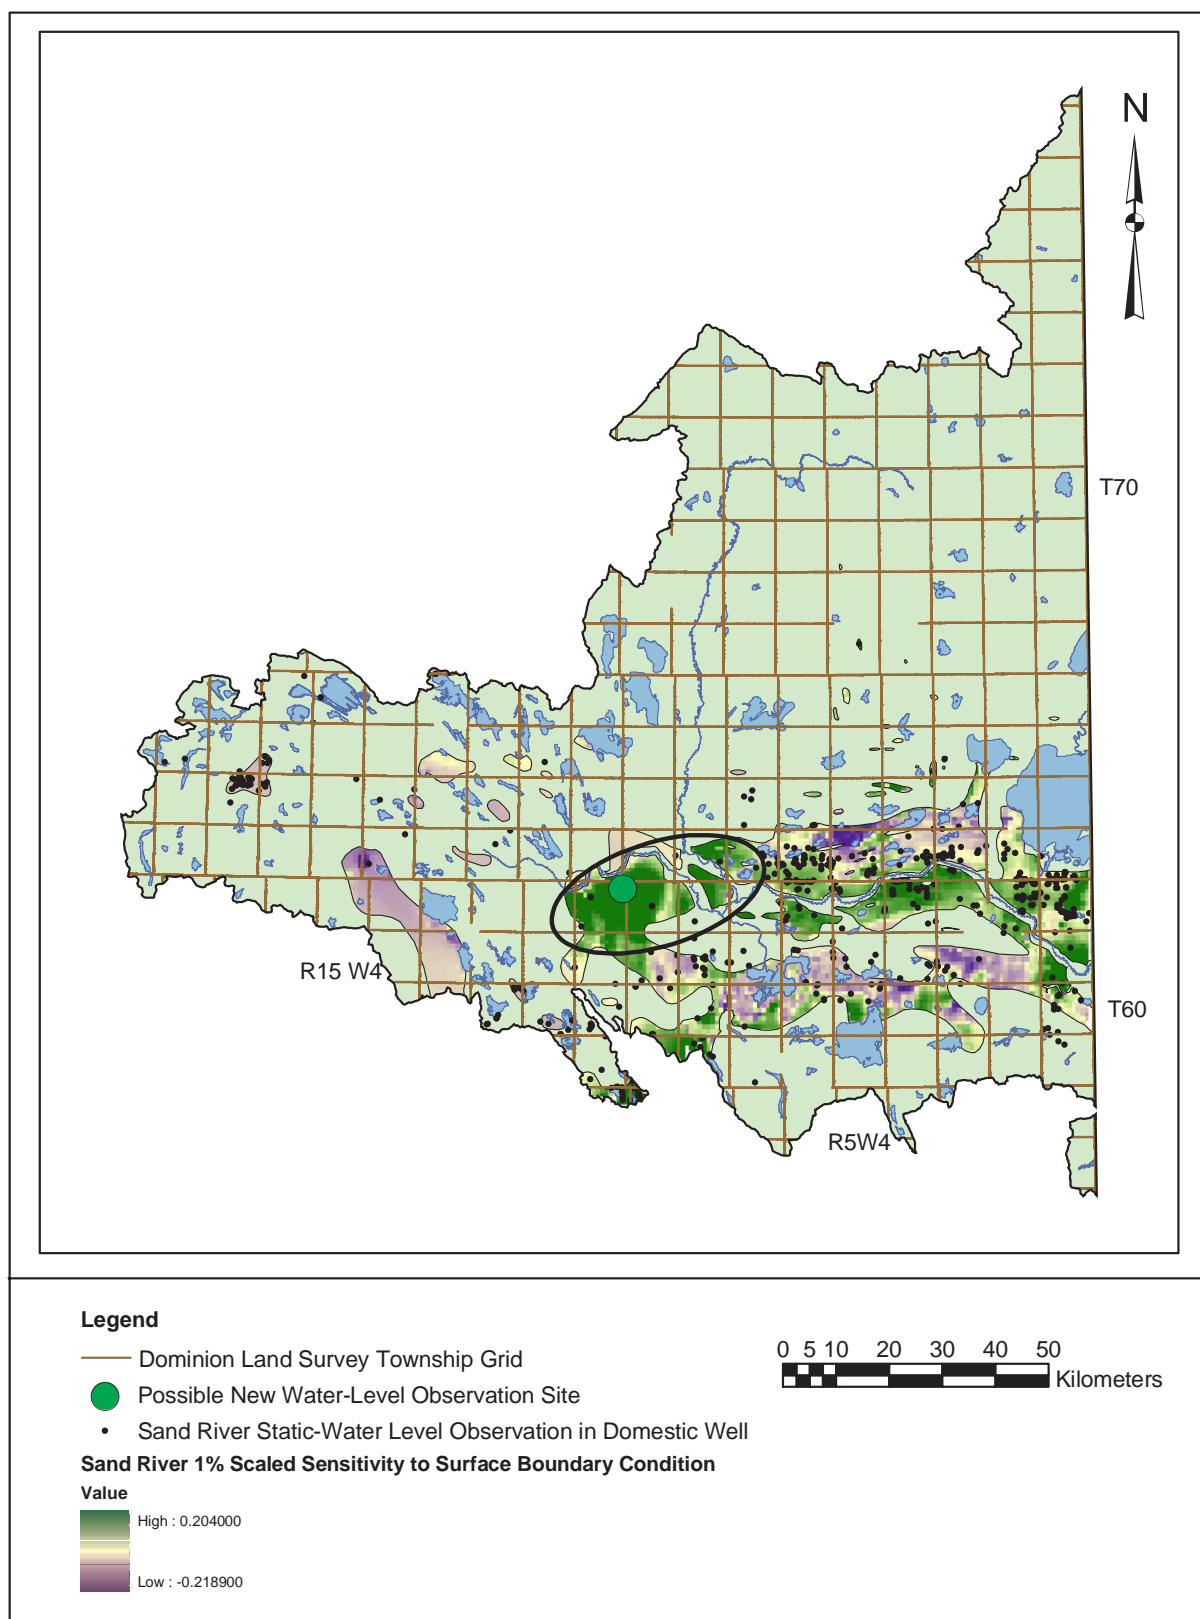 N
T70
R15 W4
T60
R5W4
Legend
Dominion Land Survey Township Grid
Possible New Water-Level Observation Site
Sand River Static-Water Level Observation in Domestic Well
Sand River 1% Scaled Sensitivity to Surface Boundary Condition
Value
High : 0.204000
Low : -0.218900
0 5 10 20 30 40 50
Kilometers